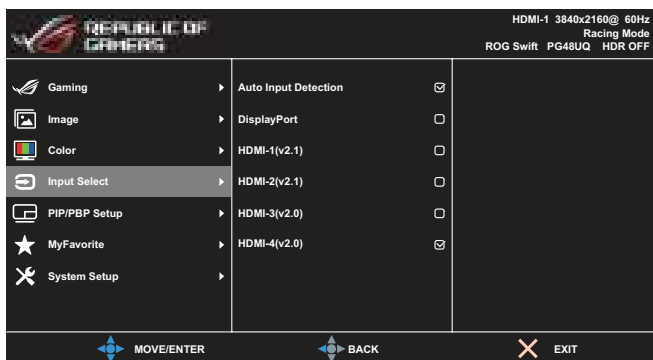 REPUBLIC OF
GAMERS
HDMI-1 3840x2160@ 60Hz
Racing Mode
ROG Swift PG48UQ HDR OFF
Gaming
Image
Color
Input Select
PIP/PBP Setup
MyFavorite
System Setup
Auto Input Detection
DisplayPort
HDMI-1(v2.1)
HDMI-2(v2.1)
HDMI-3(v2.0)
HDMI-4(v2.0)
MOVE/ENTER
BACK
EXIT